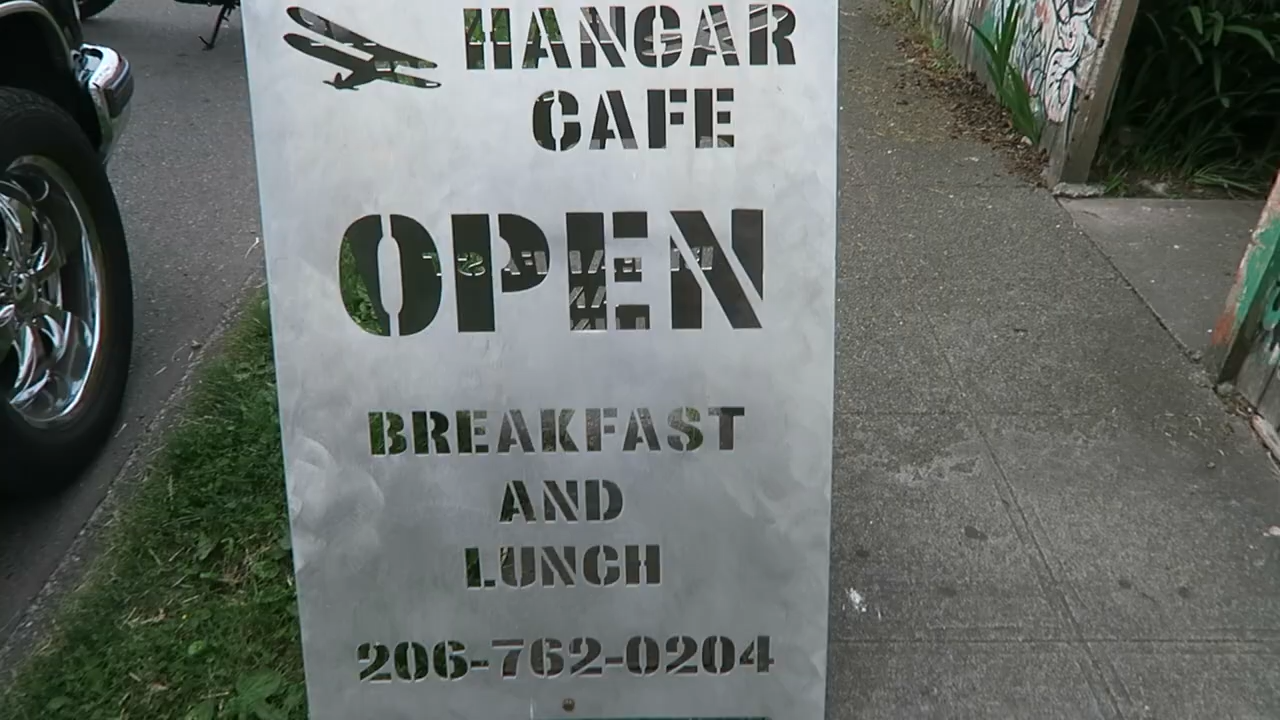 HANGAR
CAFE
OPEN
BREAKFAST
AND
LUNCH
206-762-0204